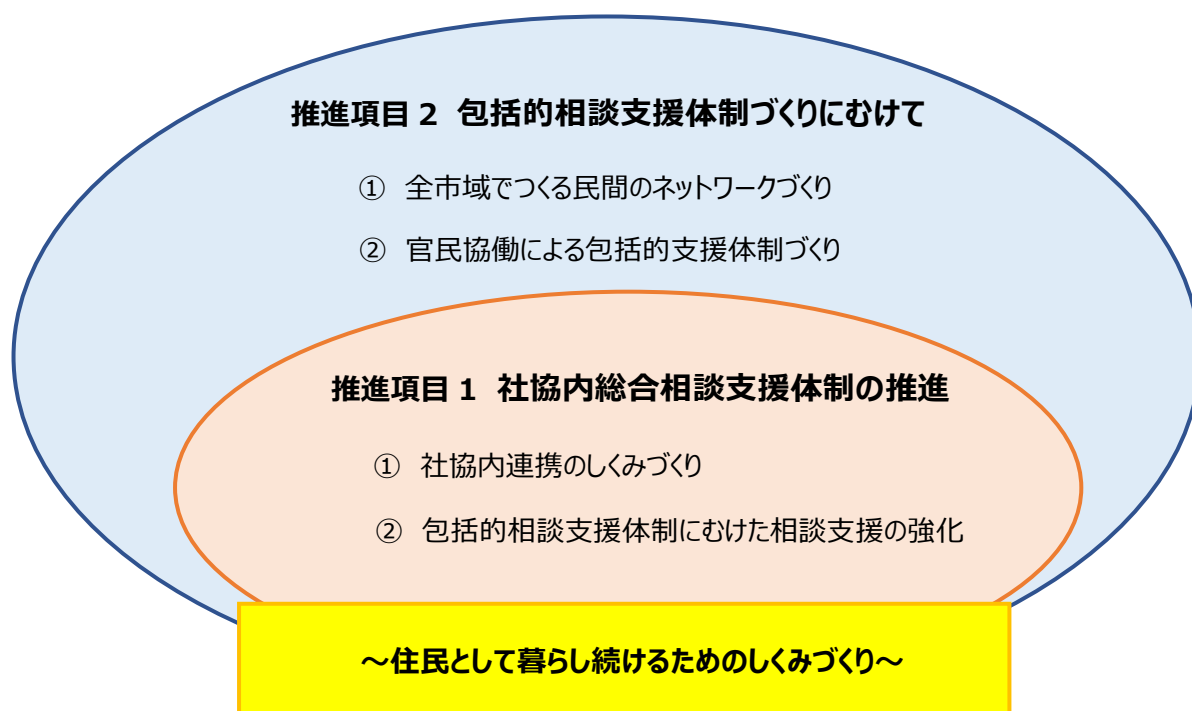 推進項目2 包括的相談支援体制づくりにむけて
① 全市域でつくる民間のネットワークづくり
② 官民協働による包括的支援体制づくり
推進項目1 社協内総合相談支援体制の推進
① 社協内連携のしくみづくり
② 包括的相談支援体制にむけた相談支援の強化
～住民として暮らし続けるためのしくみづくり～